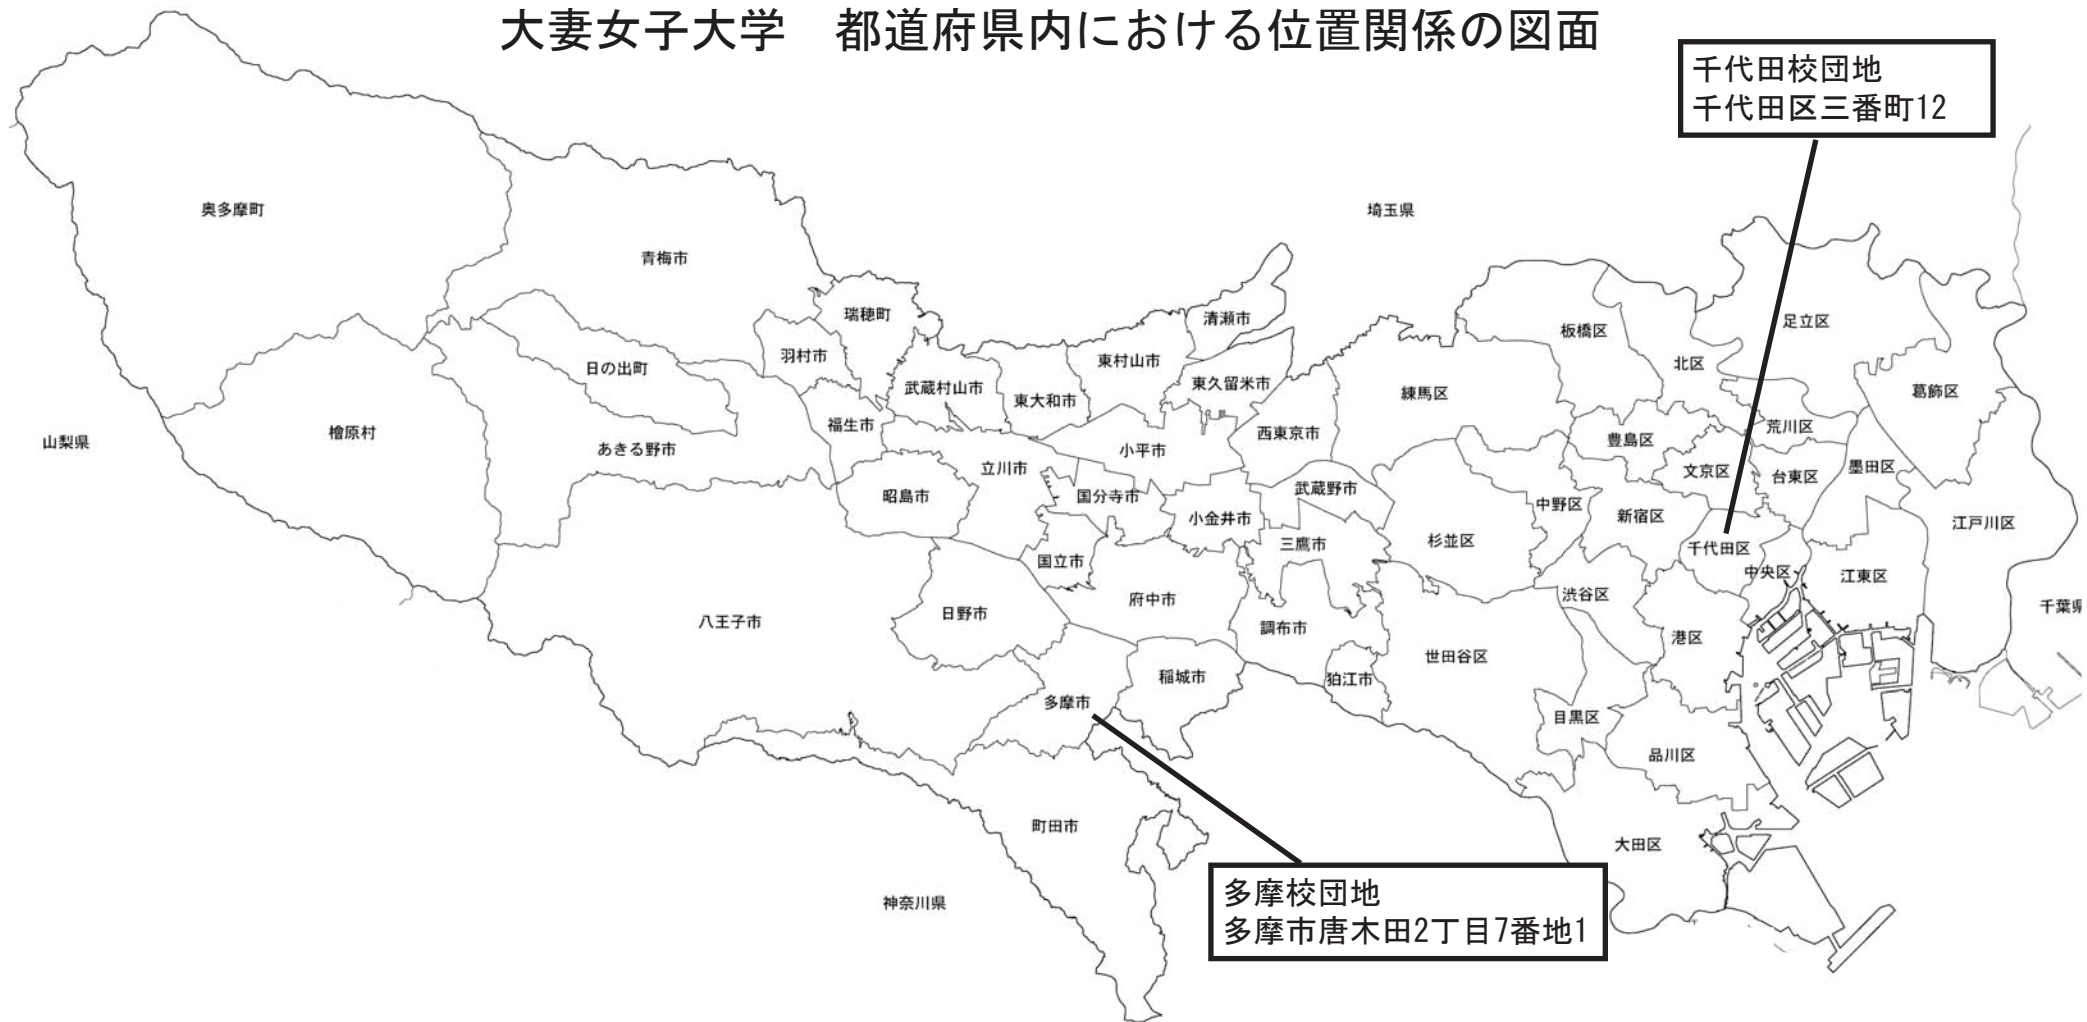 大妻女子大学　都道府県内における位置関係の図面
千代田校団地
千代田区三番町12
奥多摩町
埼玉県
青梅市
瑞穂町
清瀬市
足立区
板橋区
羽村市
東村山市
北区
日の出町
武蔵村山市
東久留米市
葛飾区
東大和市
練馬区
福生市
荒川区
檜原村
西東京市
豊島区
山梨県
あきる野市
小平市
立川市
文京区
台東区
墨田区
昭島市
国分寺市
武蔵野市
中野区
小金井市
新宿区
江戸川区
三鷹市
杉並区
千代田区
国立市
中央区
江東区
渋谷区
府中市
千葉県
日野市
八王子市
調布市
港区
世田谷区
稲城市
狛江市
多摩市
目黒区
品川区
町田市
大田区
神奈川県
多摩校団地
多摩市唐木田2丁目7番地1